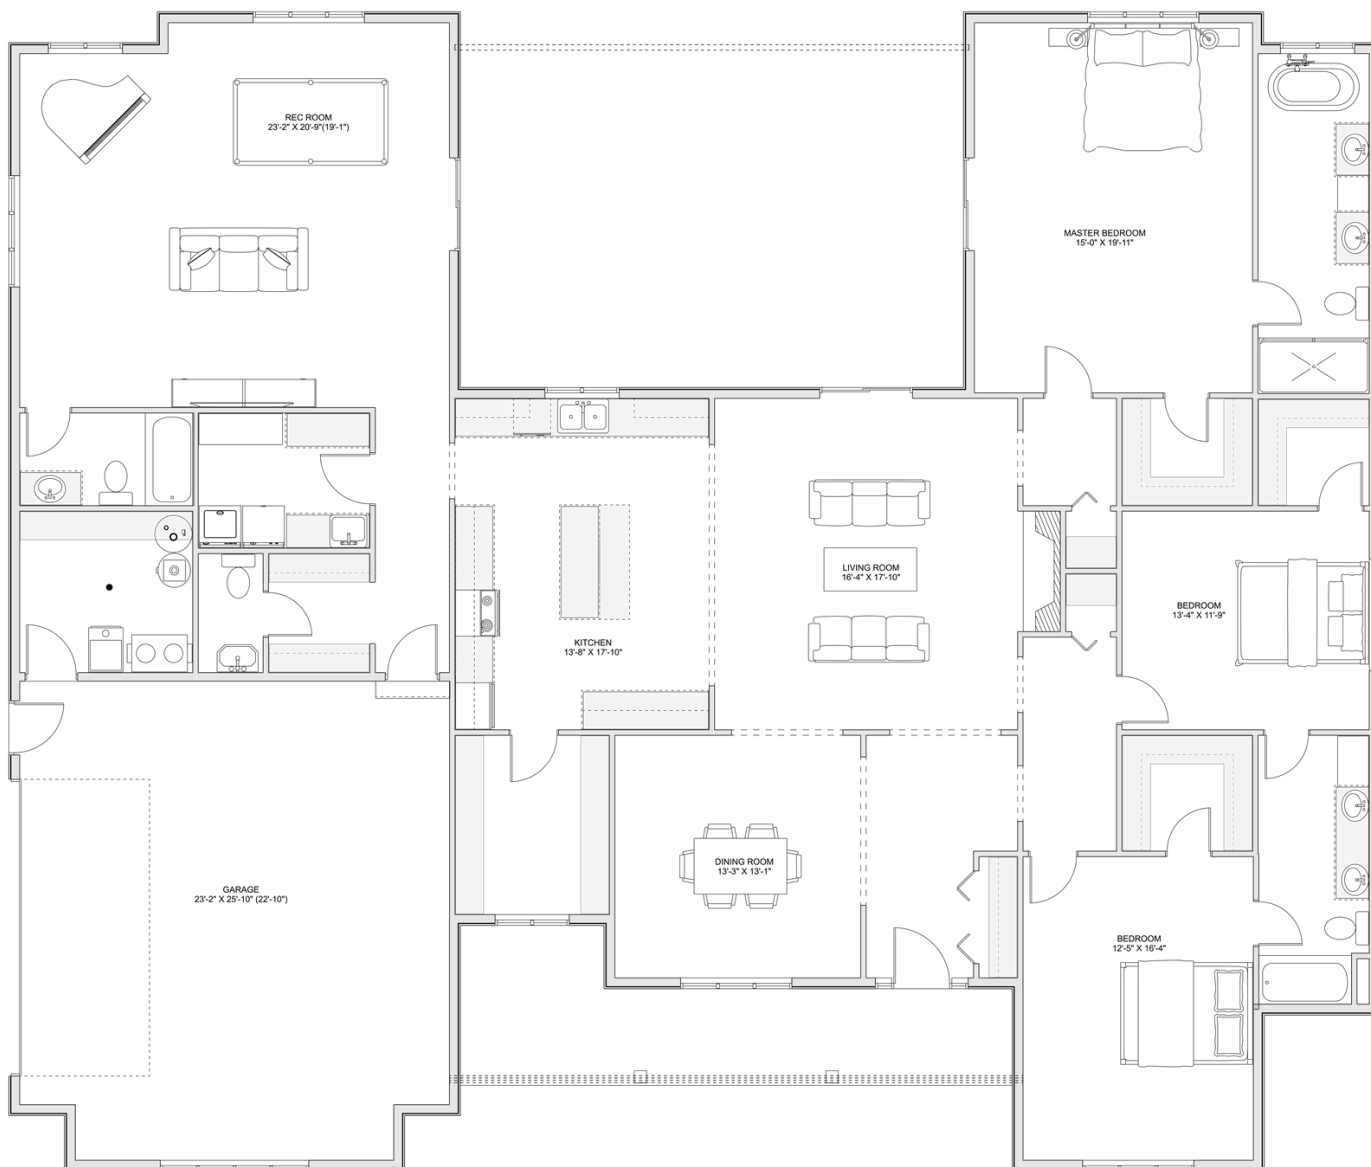 REC ROOM
23'-2" X 20'-9"(19'-1")
MASTER BEDROOM
15'-0" X 19'-11"
LIVING ROOM
16'-4" X 17'-10"
BEDROOM
13'-4" X 11'-9"
KITCHEN
13'-8" X 17'-10"
DINING ROOM
13'-3" X 13'-1"
GARAGE
23'-2" X 25'-10" (22'-10")
BEDROOM
12'-5" X 16'-4"